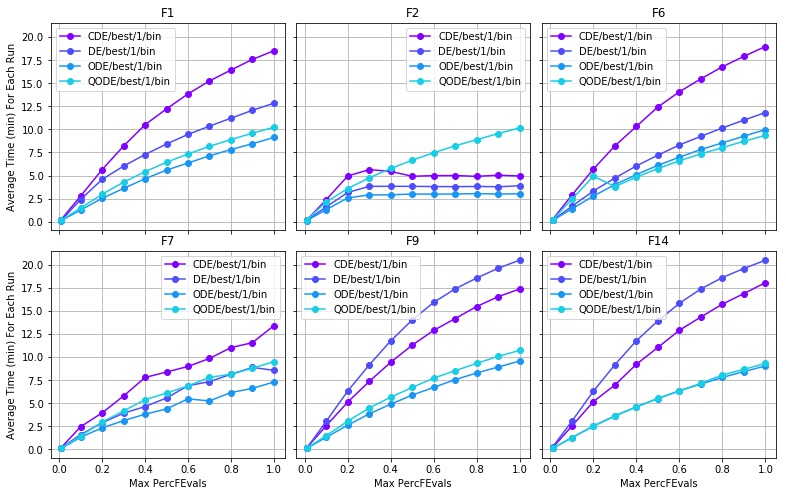 F1
F2
F6
CDE/best/1/bin
DE/best/1/bin
ODE/best/1/bin
QODE/best/1/bin
CDE/best/1/bin
DE/best/1/bin
ODE/best/1/bin
QODE/best/1/bin
CDE/best/1/bin
DE/best/1/bin
ODE/best/1/bin
QODE/best/1/bin
Average Time (min) For Each Run
20.0
17.5
15.0
12.5
10.0
7.5
5.0
2.5
0.0
F7
F9
F14
CDE/best/1/bin
DE/best/1/bin
ODE/best/1/bin
QODE/best/1/bin
CDE/best/1/bin
DE/best/1/bin
ODE/best/1/bin
QODE/best/1/bin
CDE/best/1/bin
DE/best/1/bin
ODE/best/1/bin
QODE/best/1/bin
Average Time (min) For Each Run
20.0
17.5
15.0
12.5
10.0
7.5
5.0
2.5
0.0
0.0 0.2 0.4 0.6 0.8 1.0
0.0 0.2 0.4 0.6 0.8 1.0
0.0 0.2 0.4 0.6 0.8 1.0
Max PercFEvals
Max PercFEvals
Max PercFEvals